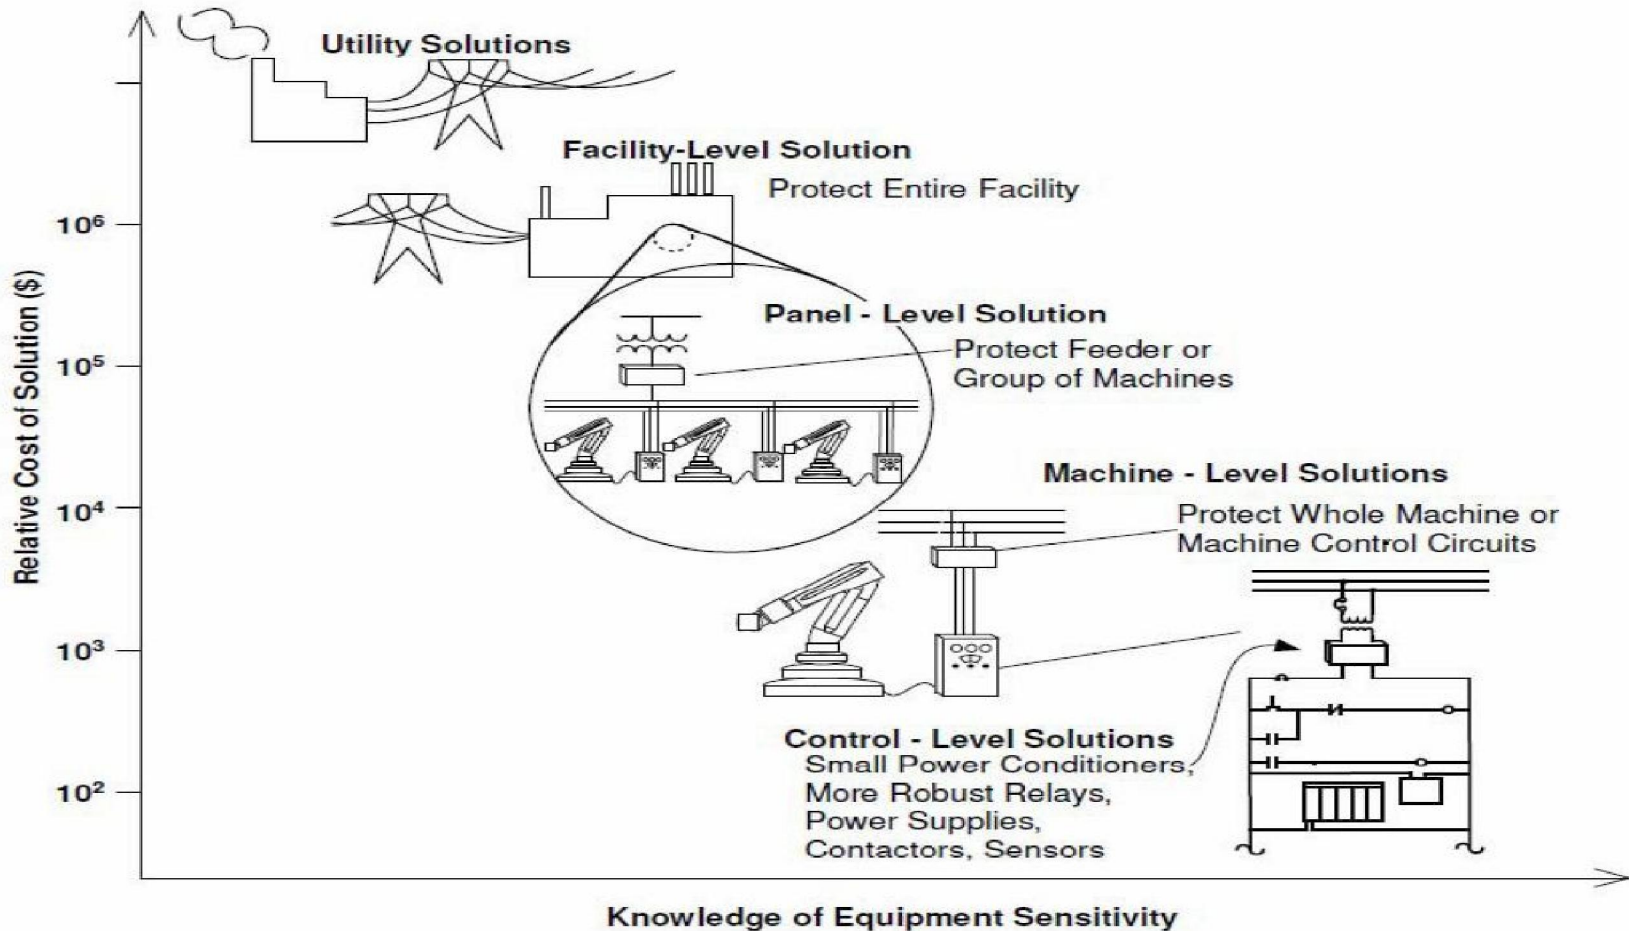 Utility Solutions
Facility-Level Solution
Protect Entire Facility
10⁶
Panel - Level Solution
Protect Feeder or
Group of Machines
10⁵
Relative Cost of Solution ($)
Machine - Level Solutions
Protect Whole Machine or
Machine Control Circuits
10⁴
10³
Control - Level Solutions
Small Power Conditioners,
More Robust Relays,
Power Supplies,
Contactors, Sensors
10²
Knowledge of Equipment Sensitivity